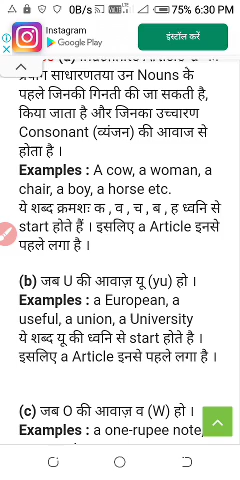 0B/s 75% 6:30 PM
Instagram
Google Play
इंस्टॉल करें
साधारणतया उन Nouns के
पहले जिनकी गिनती की जा सकती है,
किया जाता है और जिनका उच्चारण
Consonant (व्यंजन) की आवाज से
होता है ।
Examples : A cow, a woman, a
chair, a boy, a horse etc.
ये शब्द क्रमशः क , व , च , ब , ह ध्वनि से
start होते हैं । इसलिए a Article इनसे
पहले लगा है ।
(b) जब U की आवाज़ यू (yu) हो ।
Examples : a European, a
useful, a union, a University
ये शब्द यू की ध्वनि से start होते है ।
इसलिए a Article इनसे पहले लगा है ।
(c) जब O की आवाज़ व (W) हो ।
Examples : a one-rupee note,